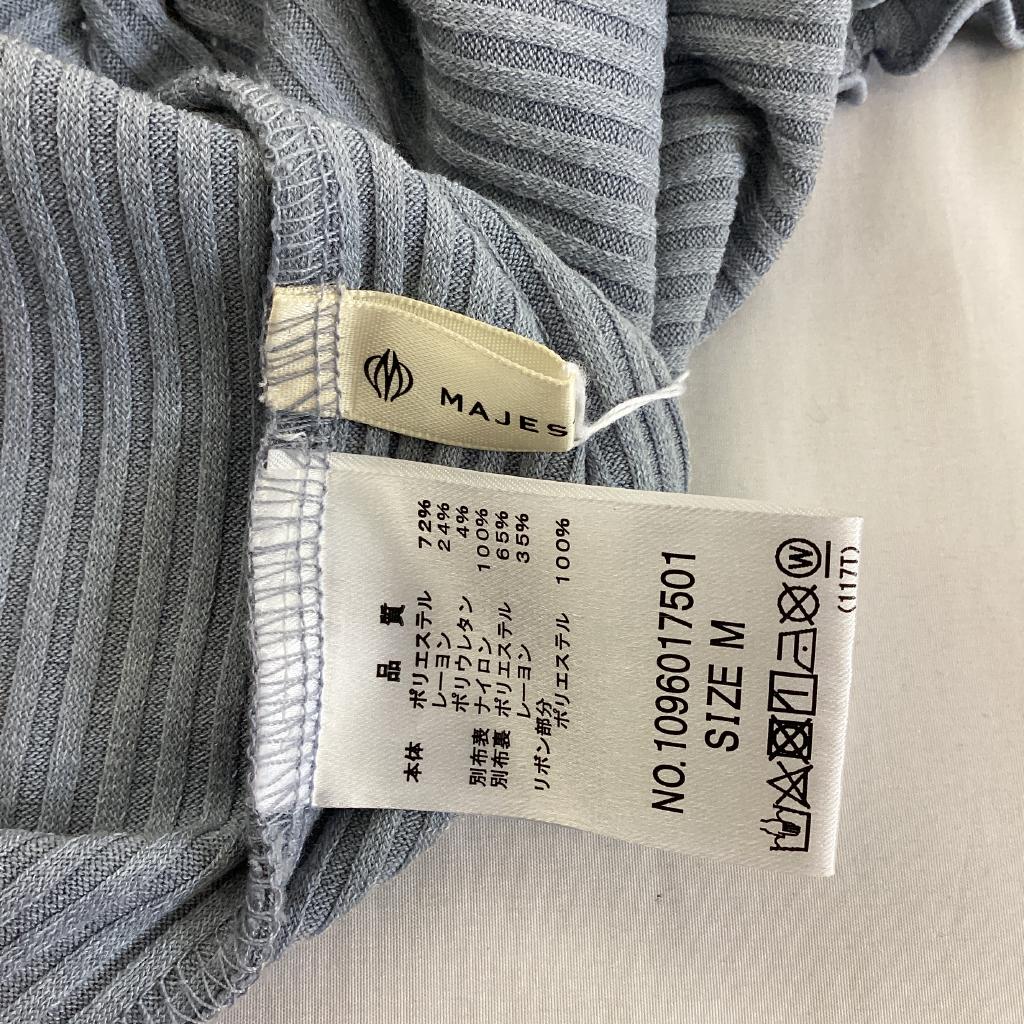 MAJES
品質
本体 ポリエステル 72%
レーヨン 24%
ポリウレタン 4%
別布表 ナイロン 100%
別布裏 ポリエステル 65%
レーヨン 35%
リボン部分
ポリエステル 100%
NO.1096017501
SIZE M
W
(117T)